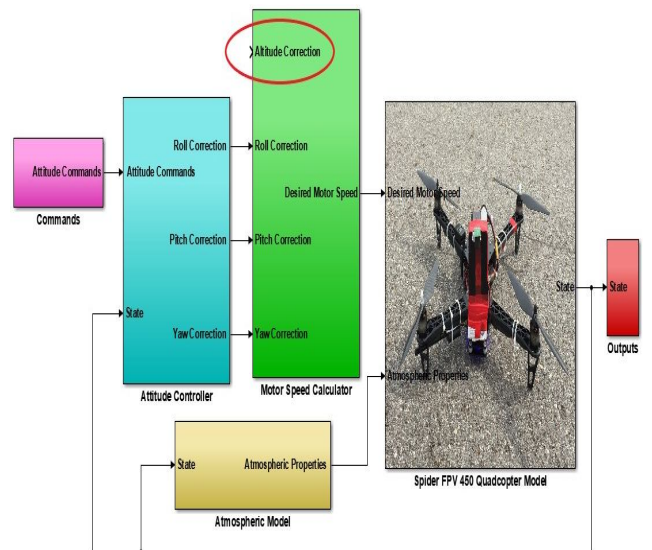 Altitude Correction
Roll Correction
Roll Correction
Attitude Commands
Attitude Commands
Commands
Desired Motor Speed
Desired Motor Speed
Pitch Correction
Pitch Correction
State
State
State
Outputs
Yaw Correction
Yaw Correction
Atmospheric Properties
Attitude Controller
Motor Speed Calculator
State
Atmospheric Properties
Spider FPV 450 Quadcopter Model
Atmospheric Model